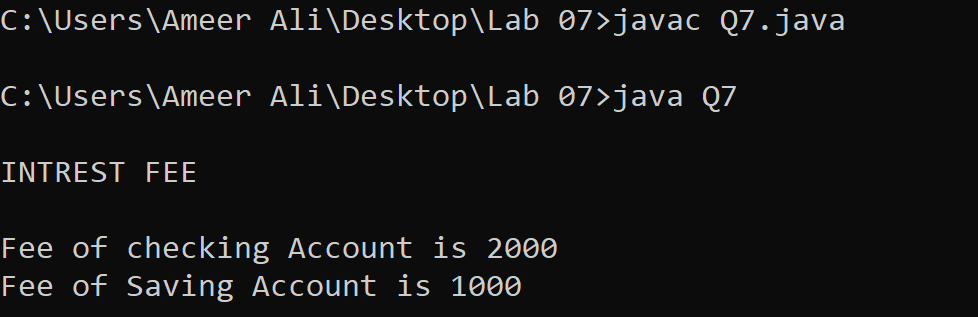 C:\Users\Ameer Ali\Desktop\Lab 07>javac Q7.java
C:\Users\Ameer Ali\Desktop\Lab 07>java Q7
INTREST FEE
Fee of checking Account is 2000
Fee of Saving Account is 1000